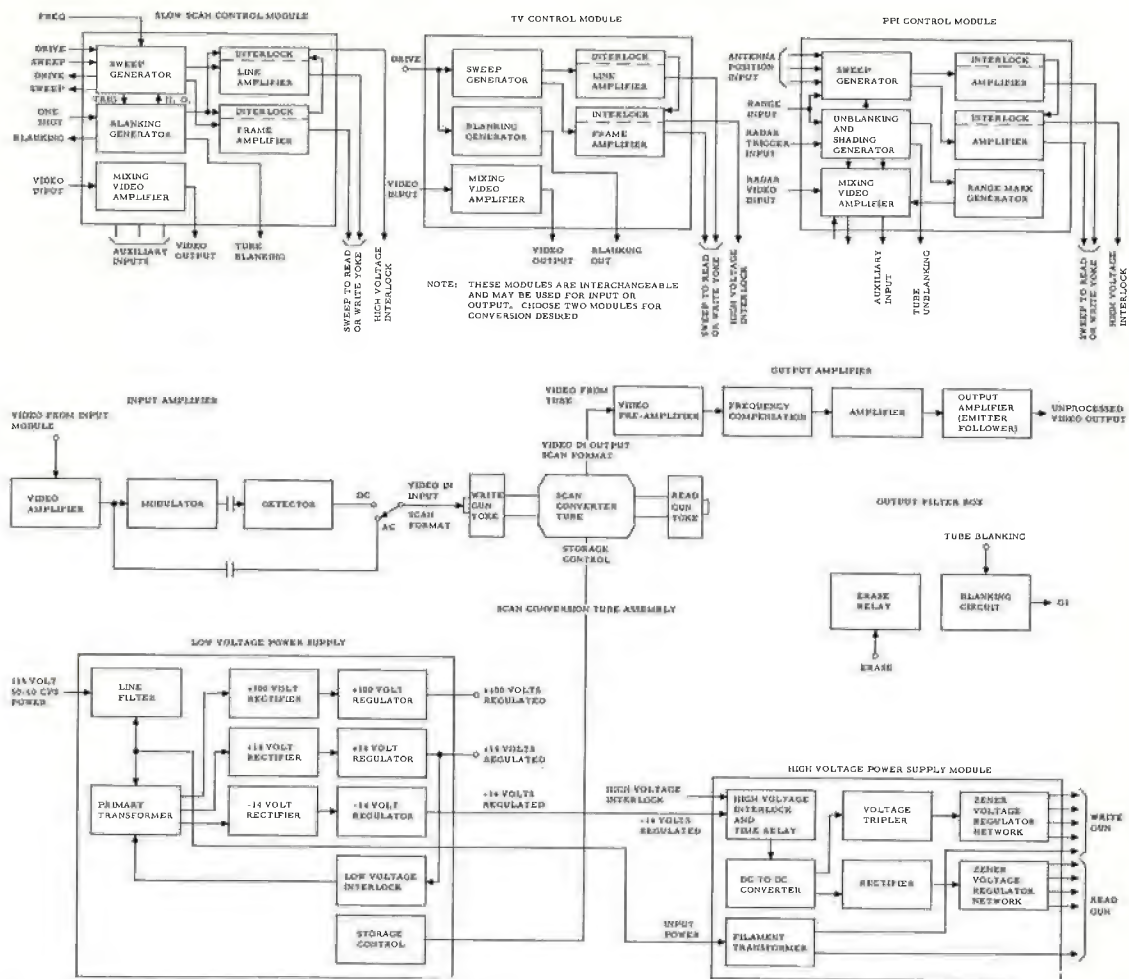 SLOW SCAN CONTROL MODULE
FREQ
DRIVE
SWEEP
DRIVE
SWEEP
ONE
SHOT
BLANKING
VIDEO
INPUT
SWEEP
GENERATOR
TRIG
H. O.
BLANKING
GENERATOR
MIXING
VIDEO
AMPLIFIER
INTERLOCK
LINE
AMPLIFIER
INTERLOCK
FRAME
AMPLIFIER
AUXILIARY
INPUTS
VIDEO
OUTPUT
TUBE
BLANKING
SWEEP TO READ
OR WRITE YOKE
HIGH VOLTAGE
INTERLOCK
TV CONTROL MODULE
DRIVE
VIDEO
INPUT
SWEEP
GENERATOR
BLANKING
GENERATOR
MIXING
VIDEO
AMPLIFIER
INTERLOCK
LINE
AMPLIFIER
INTERLOCK
FRAME
AMPLIFIER
VIDEO
OUTPUT
BLANKING
OUT
SWEEP TO READ
OR WRITE YOKE
HIGH VOLTAGE
INTERLOCK
NOTE: THESE MODULES ARE INTERCHANGEABLE
AND MAY BE USED FOR INPUT OR
OUTPUT. CHOOSE TWO MODULES FOR
CONVERSION DESIRED
PPI CONTROL MODULE
ANTENNA
POSITION
INPUT
RANGE
INPUT
RADAR
TRIGGER
INPUT
RADAR
VIDEO
INPUT
SWEEP
GENERATOR
UNBLANKING
AND
SHADING
GENERATOR
MIXING
VIDEO
AMPLIFIER
INTERLOCK
AMPLIFIER
INTERLOCK
AMPLIFIER
RANGE MARK
GENERATOR
AUXILIARY
INPUT
TUBE
UNBLANKING
SWEEP TO READ
OR WRITE YOKE
HIGH VOLTAGE
INTERLOCK
INPUT AMPLIFIER
VIDEO FROM INPUT
MODULE
VIDEO
AMPLIFIER
MODULATOR
DETECTOR
DC
AC
VIDEO IN
INPUT
SCAN
FORMAT
WRITE
GUN
YOKE
SCAN
CONVERTER
TUBE
READ
GUN
YOKE
STORAGE
CONTROL
SCAN CONVERSION TUBE ASSEMBLY
OUTPUT AMPLIFIER
VIDEO FROM
TUBE
VIDEO IN OUTPUT
SCAN FORMAT
VIDEO
PRE-AMPLIFIER
FREQUENCY
COMPENSATION
AMPLIFIER
OUTPUT
AMPLIFIER
(EMITTER
FOLLOWER)
UNPROCESSED
VIDEO OUTPUT
OUTPUT FILTER BOX
TUBE BLANKING
ERASE
RELAY
ERASE
BLANKING
CIRCUIT
G1
LOW VOLTAGE POWER SUPPLY
POWER
LINE
FILTER
PRIMARY
TRANSFORMER
+100 VOLT
RECTIFIER
+100 VOLT
REGULATOR
+100 VOLTS
REGULATED
VOLT
RECTIFIER
VOLT
REGULATOR
VOLTS
REGULATED
-14 VOLT
RECTIFIER
-14 VOLT
REGULATOR
-14 VOLTS
REGULATED
LOW VOLTAGE
INTERLOCK
STORAGE
CONTROL
HIGH VOLTAGE POWER SUPPLY MODULE
HIGH VOLTAGE
INTERLOCK
-14 VOLTS
REGULATED
INPUT
POWER
HIGH VOLTAGE
INTERLOCK
AND
TIME RELAY
DC TO DC
CONVERTER
FILAMENT
TRANSFORMER
VOLTAGE
TRIPLER
RECTIFIER
ZENER
VOLTAGE
REGULATOR
NETWORK
ZENER
VOLTAGE
REGULATOR
NETWORK
WRITE
GUN
READ
GUN